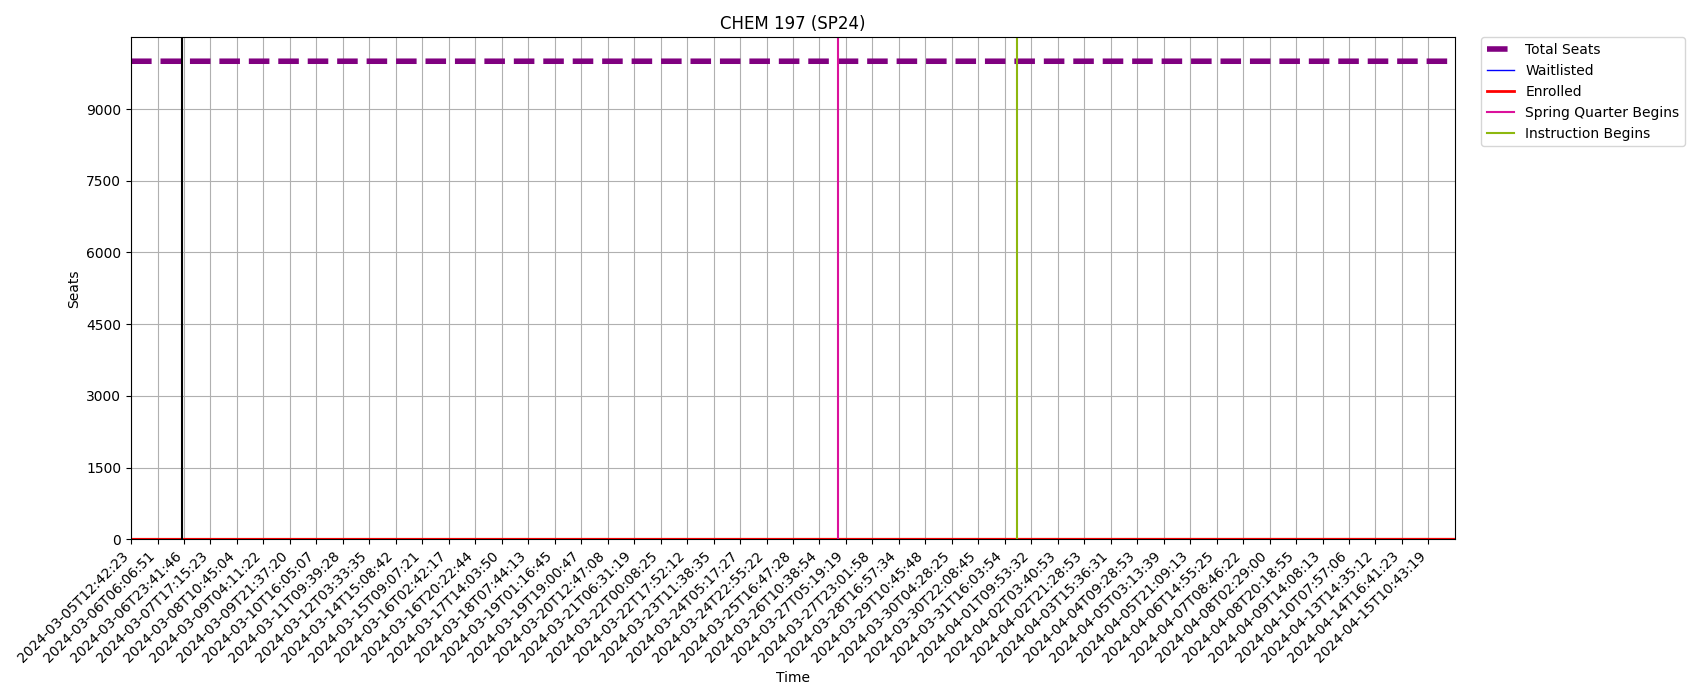 CHEM 197 (SP24)
Total Seats
Waitlisted
Enrolled
Spring Quarter Begins
Instruction Begins
9000
7500
6000
4500
3000
1500
0
Seats
2024-03-05T12:42:23
2024-03-06T06:06:51
2024-03-06T23:41:46
2024-03-07T17:15:23
2024-03-08T10:45:04
2024-03-09T04:11:22
2024-03-09T21:37:20
2024-03-10T16:05:07
2024-03-11T09:39:28
2024-03-12T03:33:35
2024-03-14T15:08:42
2024-03-15T09:07:21
2024-03-16T02:42:17
2024-03-16T20:22:44
2024-03-17T14:03:50
2024-03-18T07:44:13
2024-03-19T01:16:45
2024-03-19T19:00:47
2024-03-20T12:47:08
2024-03-21T06:31:19
2024-03-22T00:08:25
2024-03-22T17:52:12
2024-03-23T11:38:35
2024-03-24T05:17:27
2024-03-24T22:55:22
2024-03-25T16:47:28
2024-03-26T10:38:54
2024-03-27T05:19:19
2024-03-27T23:01:58
2024-03-28T16:57:34
2024-03-29T10:45:48
2024-03-30T04:28:25
2024-03-30T22:08:45
2024-03-31T16:03:54
2024-04-01T09:53:32
2024-04-02T03:40:53
2024-04-02T21:28:53
2024-04-03T15:36:31
2024-04-04T09:28:53
2024-04-05T03:13:39
2024-04-05T21:09:13
2024-04-06T14:55:25
2024-04-07T08:46:22
2024-04-08T02:29:00
2024-04-08T20:18:55
2024-04-09T14:08:13
2024-04-10T07:57:06
2024-04-13T14:35:12
2024-04-14T16:41:23
2024-04-15T10:43:19
Time